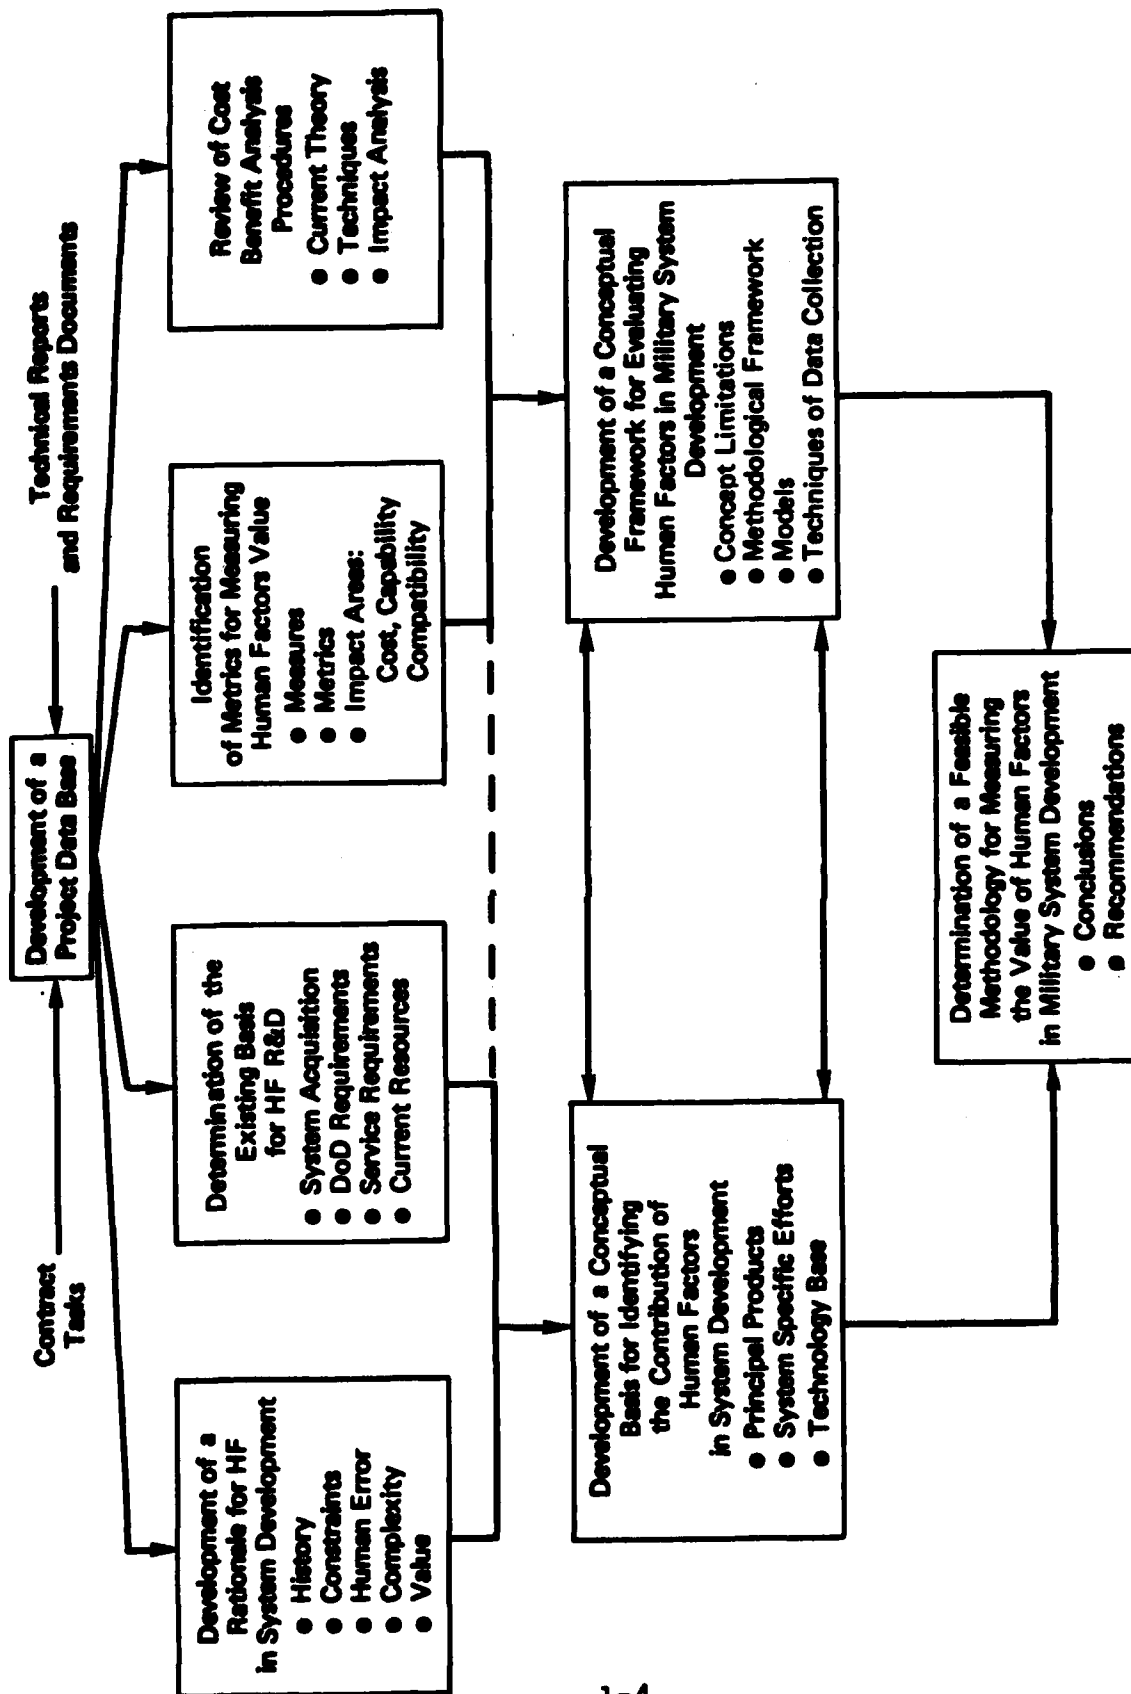 Contract
Tasks
Development of a
Project Data Base
Technical Reports
and Requirements Documents
Development of a
Rationale for HF
in System Development
● History
● Constraints
● Human Error
● Complexity
● Value
Determination of the
Existing Basis
for HF R&D
● System Acquisition
● DoD Requirements
● Service Requirements
● Current Resources
Identification
of Metrics for Measuring
Human Factors Value
● Measures
● Metrics
● Impact Areas:
Cost, Capability
Compatibility
Review of Cost
Benefit Analysis
Procedures
● Current Theory
● Techniques
● Impact Analysis
Development of a Conceptual
Basis for Identifying
the Contribution of
Human Factors
in System Development
● Principal Products
● System Specific Efforts
● Technology Base
Development of a Conceptual
Framework for Evaluating
Human Factors in Military System
Development
● Concept Limitations
● Methodological Framework
● Models
● Techniques of Data Collection
Determination of a Feasible
Methodology for Measuring
the Value of Human Factors
in Military System Development
● Conclusions
● Recommendations
1-4